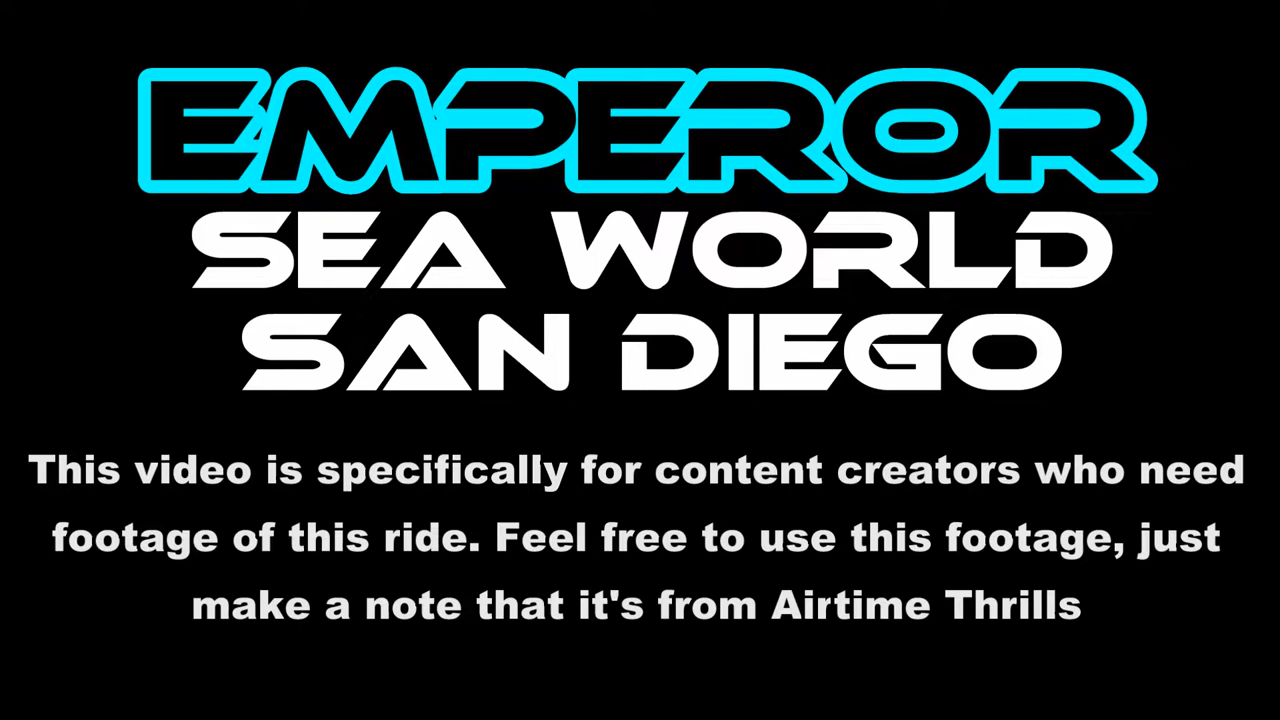 EMPEROR
SEA WORLD
SAN DIEGO
This video is specifically for content creators who need
footage of this ride. Feel free to use this footage, just
make a note that it's from Airtime Thrills